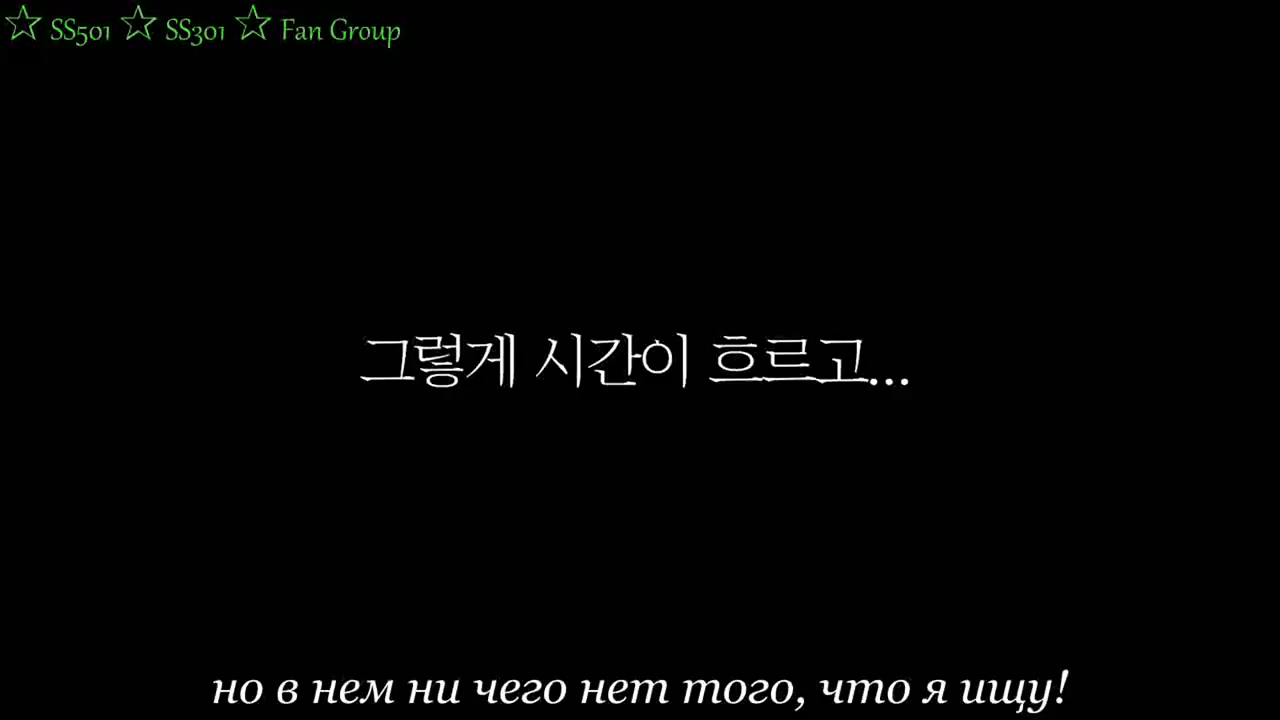 ☆ SS501 ☆ SS301 ☆ Fan Group
그렇게 시간이 흐르고...
но в нем ни чего нет того, что я ищу!